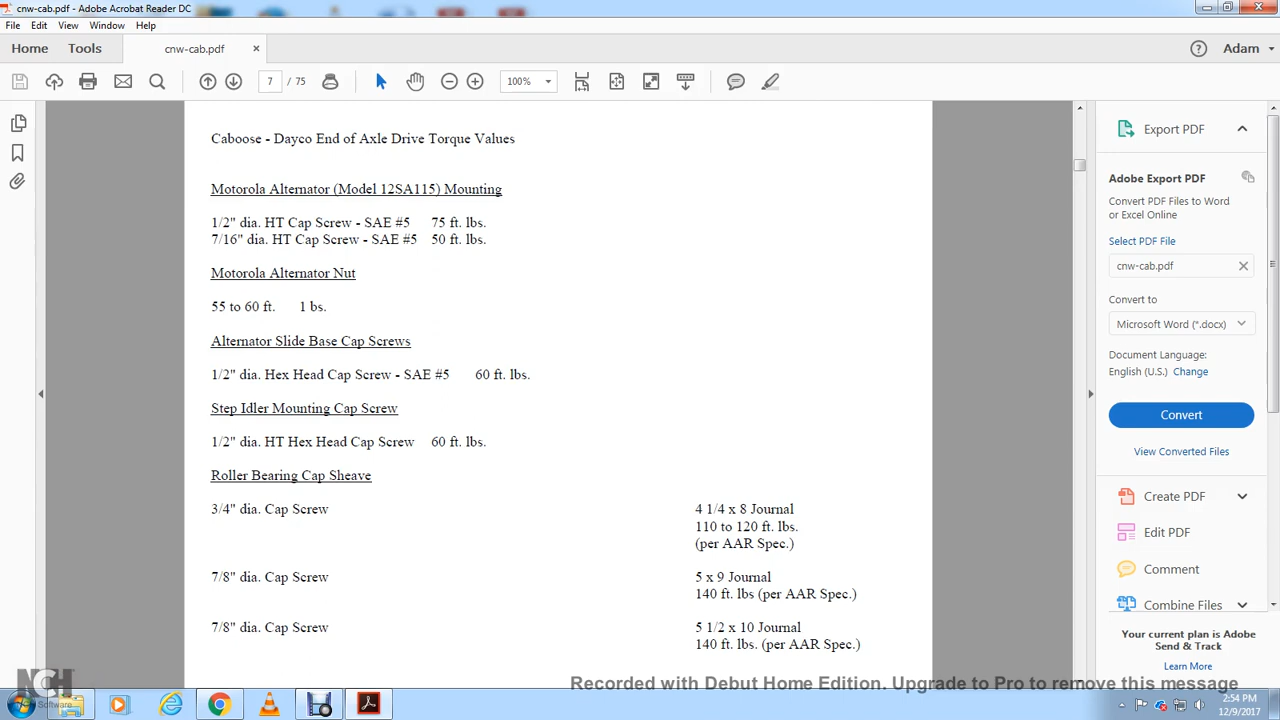 cnw-cab.pdf - Adobe Acrobat Reader DC
File Edit View Window Help
Home Tools cnw-cab.pdf × Adam
7 / 75 100%
Caboose - Dayco End of Axle Drive Torque Values
Motorola Alternator (Model 12SA115) Mounting
1/2" dia. HT Cap Screw - SAE #5 75 ft. lbs.
7/16" dia. HT Cap Screw - SAE #5 50 ft. lbs.
Motorola Alternator Nut
55 to 60 ft. 1 bs.
Alternator Slide Base Cap Screws
1/2" dia. Hex Head Cap Screw - SAE #5 60 ft. lbs.
Step Idler Mounting Cap Screw
1/2" dia. HT Hex Head Cap Screw 60 ft. lbs.
Roller Bearing Cap Sheave
3/4" dia. Cap Screw 4 1/4 x 8 Journal
110 to 120 ft. lbs.
(per AAR Spec.)
7/8" dia. Cap Screw 5 x 9 Journal
140 ft. lbs (per AAR Spec.)
7/8" dia. Cap Screw 5 1/2 x 10 Journal
140 ft. lbs. (per AAR Spec.)
Export PDF
Adobe Export PDF
Convert PDF Files to Word
or Excel Online
Select PDF File
cnw-cab.pdf
Convert to
Microsoft Word (*.docx)
Document Language:
English (U.S.) Change
Convert
View Converted Files
Create PDF
Edit PDF
Comment
Combine Files
Your current plan is Adobe
Send & Track
Learn More
NCH
Software
Recorded with Debut Home Edition. Upgrade to Pro to remove this message
2:54 PM
12/9/2017